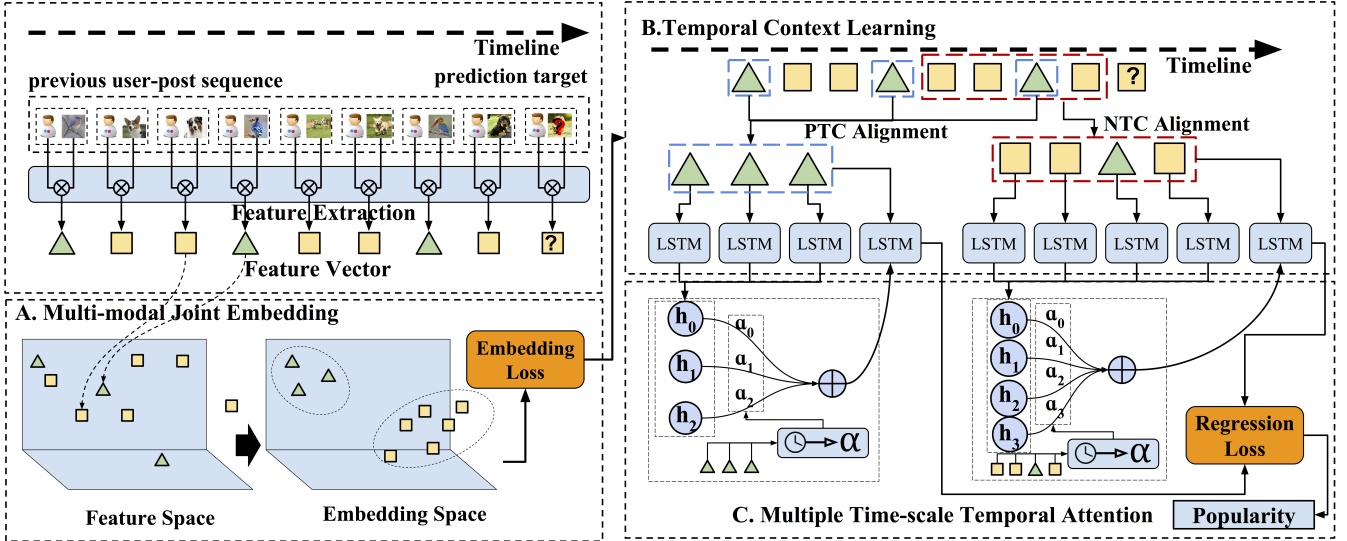 Timeline
previous user-post sequence
prediction target
Feature Extraction
?
Feature Vector
A. Multi-modal Joint Embedding
Embedding
Loss
Feature Space
Embedding Space
B.Temporal Context Learning
Timeline
?
PTC Alignment
NTC Alignment
LSTM
LSTM
LSTM
LSTM
LSTM
LSTM
LSTM
LSTM
LSTM
h0
h1
h2
α0
α1
α2
α
h0
h1
h2
h3
α0
α1
α2
α3
α
Regression
Loss
C. Multiple Time-scale Temporal Attention
Popularity